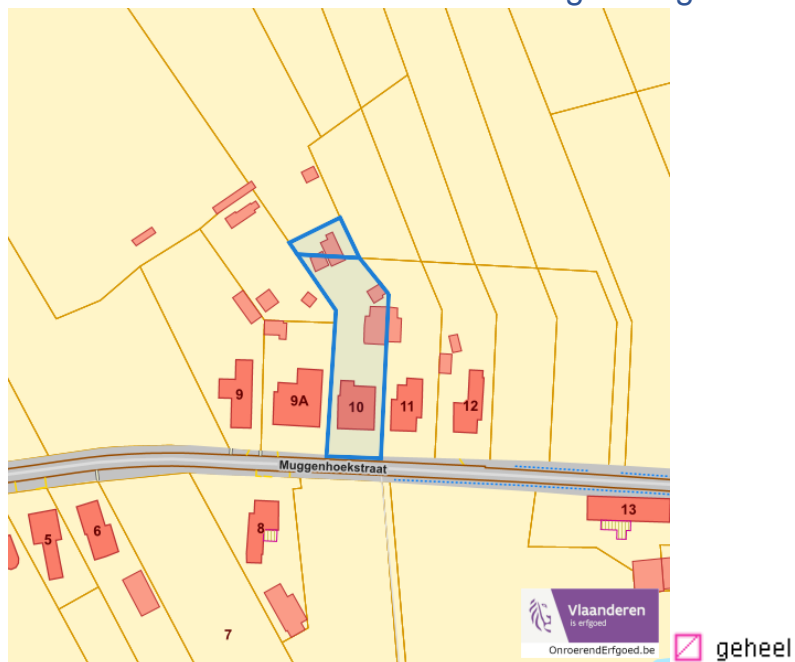 9
9A
10
11
12
Muggenhoekstraat
5
6
8
13
7
Vlaanderen
is erfgoed
OnroerendErfgoed.be
geheel